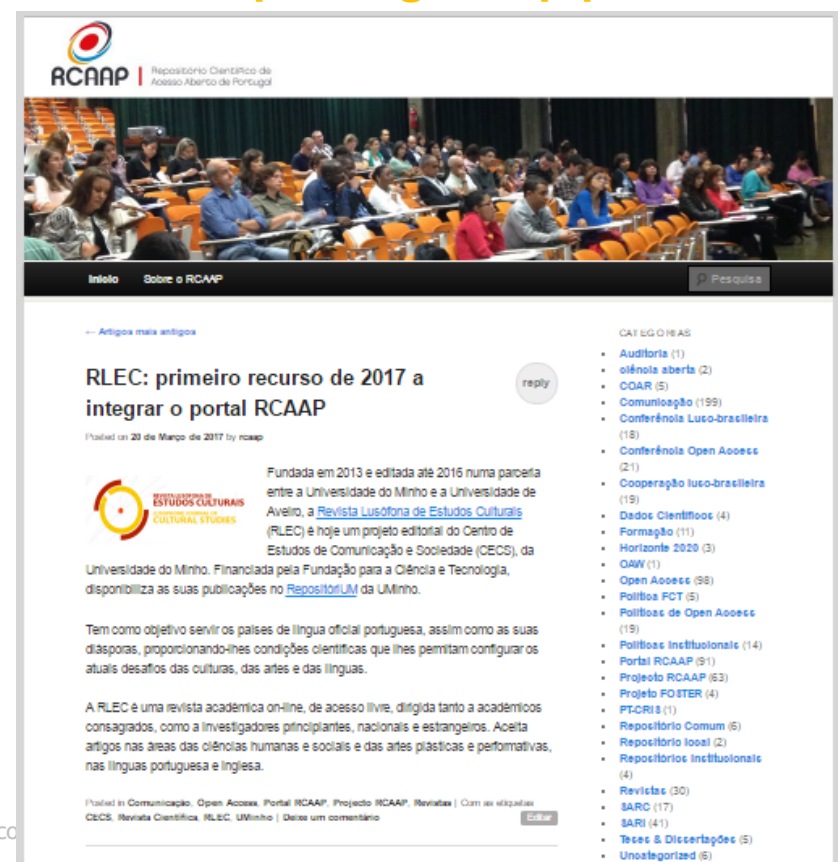 RCAAP
Repositório Científico de
Acesso Aberto de Portugal
Início Sobre o RCAAP Pesquisa
← Artigos mais antigos
RLEC: primeiro recurso de 2017 a
integrar o portal RCAAP
reply
Posted on 20 de Março de 2017 by rcaap
REVISTA LUSÓFONA DE
ESTUDOS CULTURAIS
CULTURAL STUDIES
Fundada em 2013 e editada até 2016 numa parceria
entre a Universidade do Minho e a Universidade de
Aveiro, a Revista Lusófona de Estudos Culturais
(RLEC) é hoje um projeto editorial do Centro de
Estudos de Comunicação e Sociedade (CECS), da
Universidade do Minho. Financiada pela Fundação para a Ciência e Tecnologia,
disponibiliza as suas publicações no RepositóriUM da UMinho.
Tem como objetivo servir os países de língua oficial portuguesa, assim como as suas
diásporas, proporcionando-lhes condições científicas que lhes permitam configurar os
atuais desafios das culturas, das artes e das línguas.
A RLEC é uma revista académica on-line, de acesso livre, dirigida tanto a académicos
consagrados, como a investigadores principiantes, nacionais e estrangeiros. Aceita
artigos nas áreas das ciências humanas e sociais e das artes plásticas e performativas,
nas línguas portuguesa e inglesa.
Posted in Comunicação, Open Access, Portal RCAAP, Projecto RCAAP, Revistas | Com as etiquetas
CECS, Revista Científica, RLEC, UMinho | Deixe um comentário
Editar
CATEGORIAS
Auditoria (1)
ciência aberta (2)
COAR (5)
Comunicação (199)
Conferência Luso-brasileira
(18)
Conferência Open Access
(21)
Cooperação luso-brasileira
(19)
Dados Científicos (4)
Formação (11)
Horizonte 2020 (3)
OAW (1)
Open Access (98)
Política FCT (5)
Políticas de Open Access
(19)
Políticas Institucionais (14)
Portal RCAAP (91)
Projecto RCAAP (63)
Projeto FOSTER (4)
PT-CRIS (1)
Repositório Comum (6)
Repositório local (2)
Repositórios Institucionais
(4)
Revistas (30)
SARC (17)
SARI (41)
Teses & Dissertações (5)
Uncategorized (6)